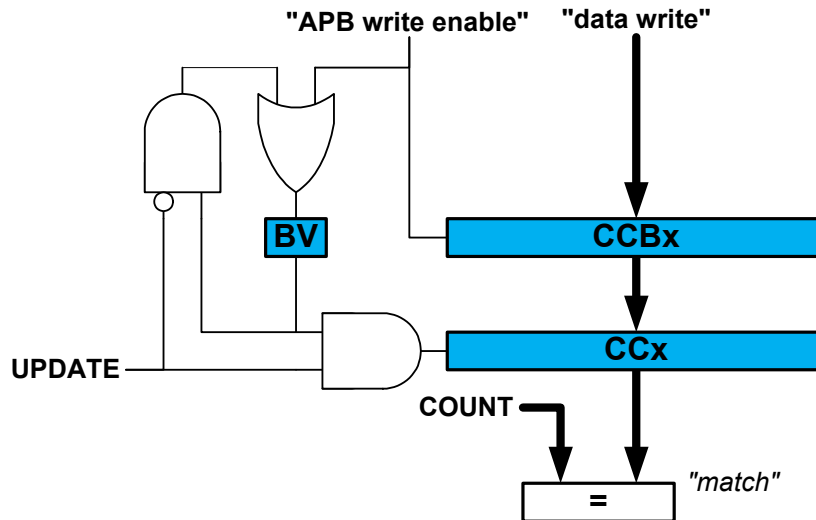 "APB write enable"
"data write"
BV
CCBx
CCx
UPDATE
COUNT
"match"
=